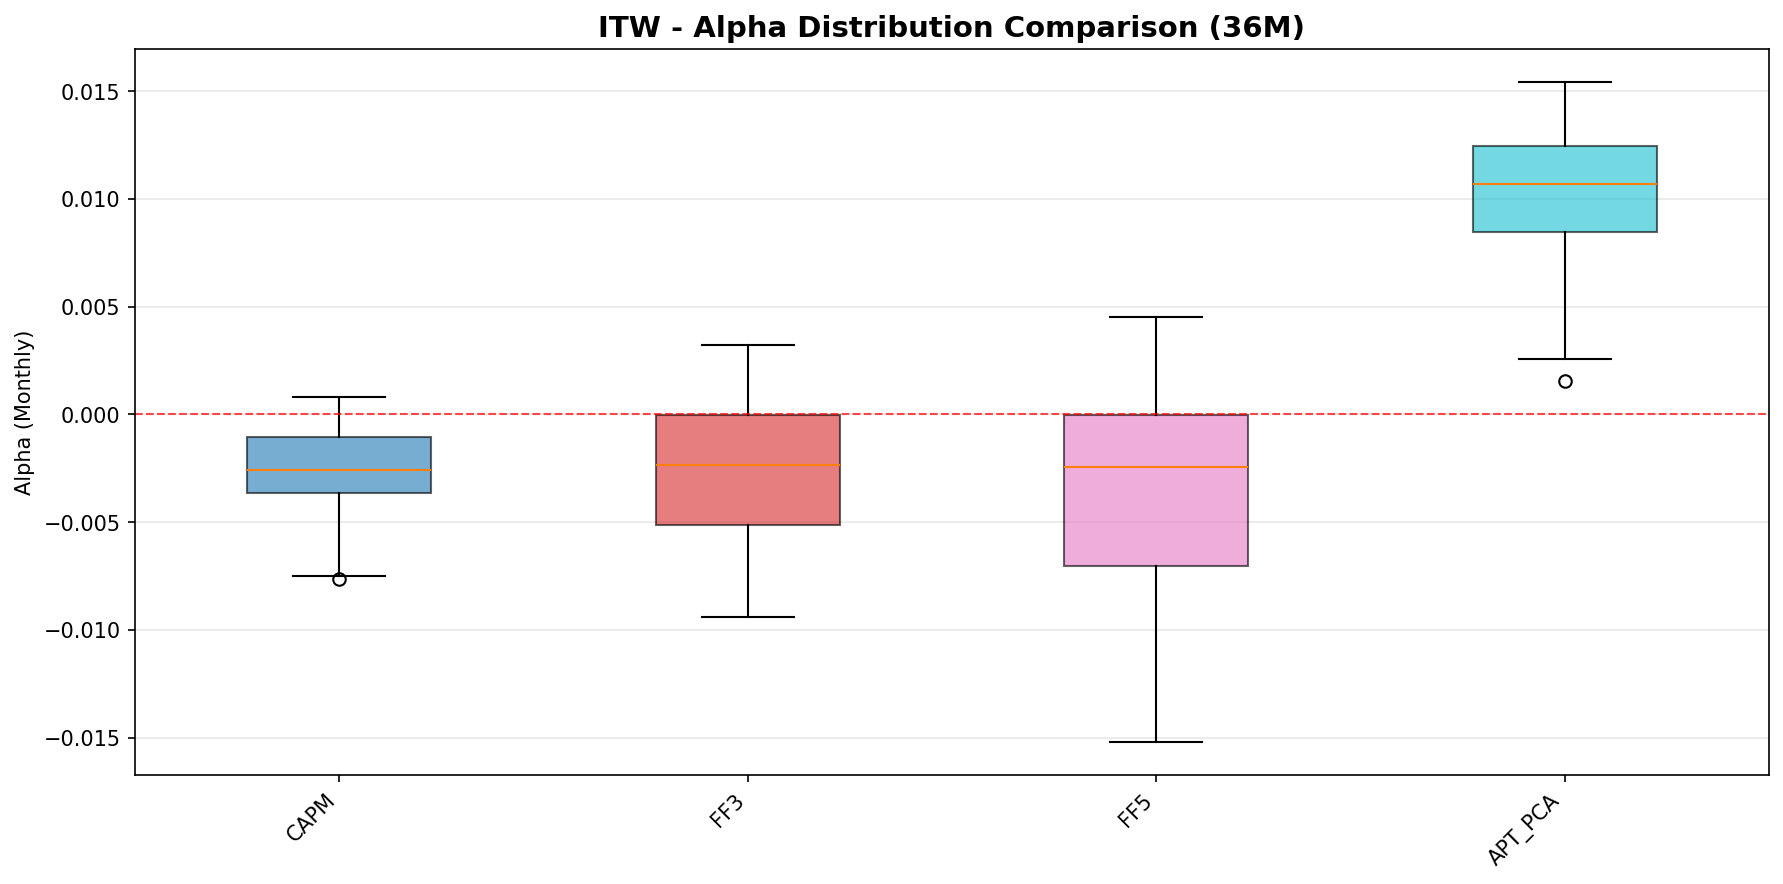 ITW - Alpha Distribution Comparison (36M)
Alpha (Monthly)
0.015
0.010
0.005
0.000
−0.005
−0.010
−0.015
CAPM
FF3
FF5
APT_PCA